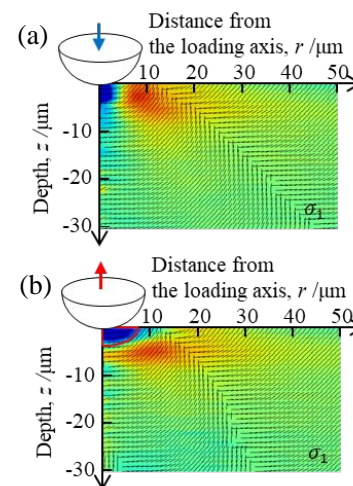 (a)
Distance from
the loading axis, r /μm
10 20 30 40 50
Depth, z /μm
-10
-20
-30
σ₁
(b)
Distance from
the loading axis, r /μm
10 20 30 40 50
Depth, z /μm
-10
-20
-30
σ₁